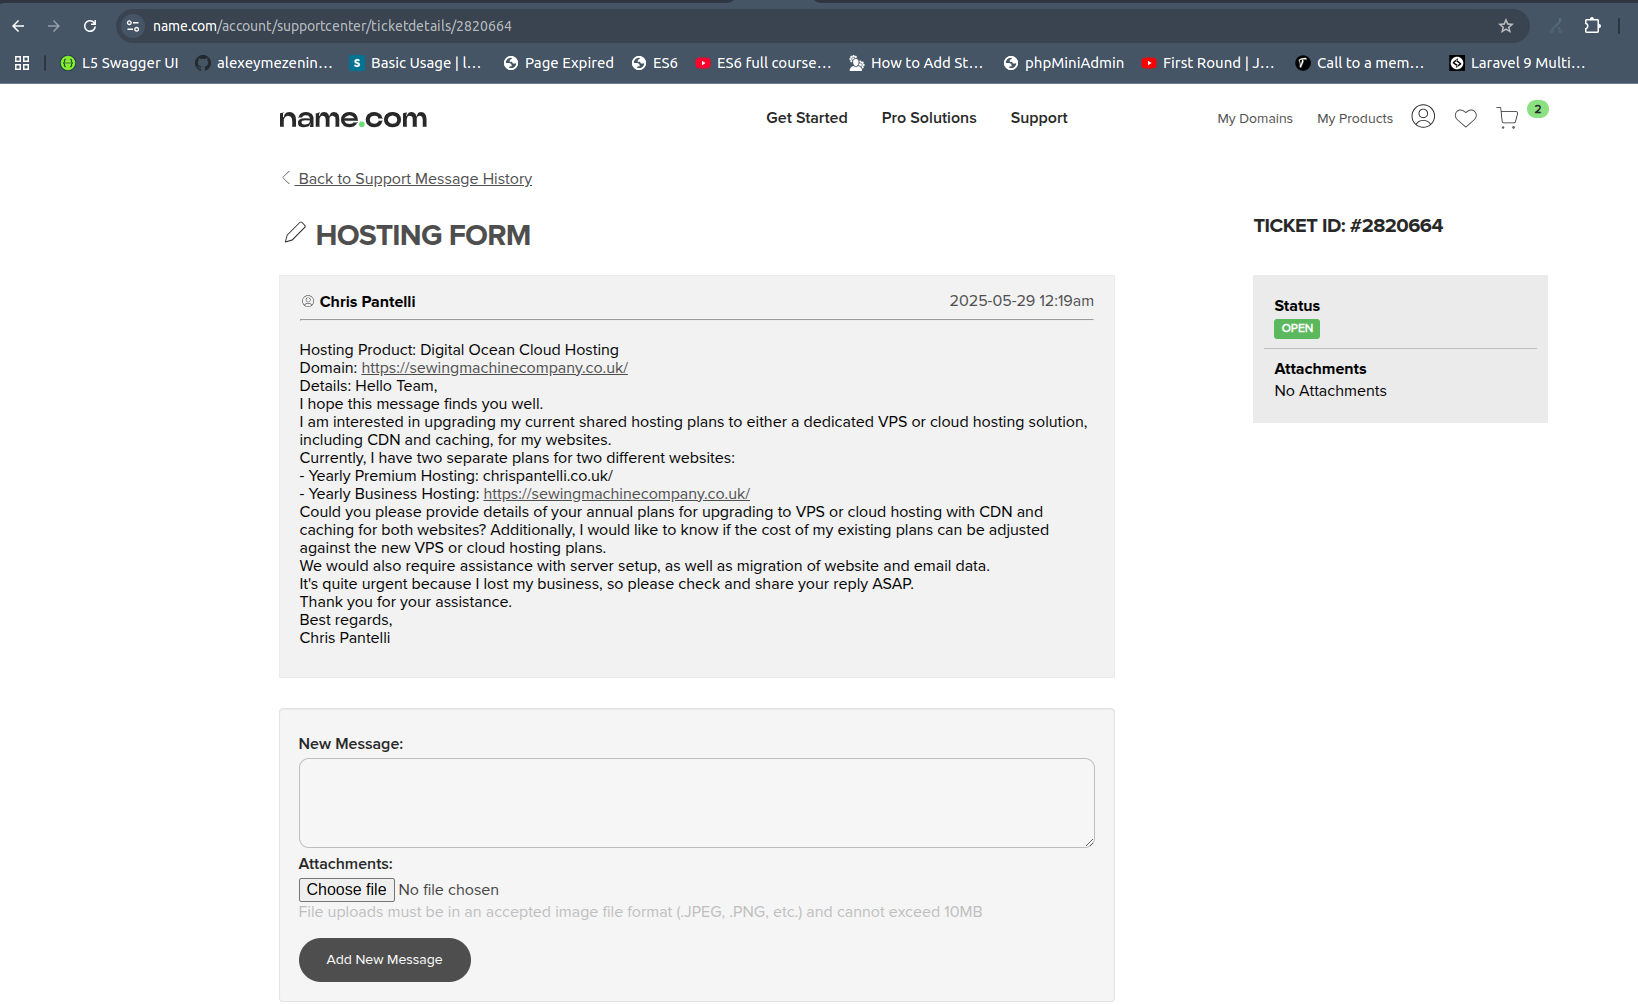 name.com/account/supportcenter/ticketdetails/2820664
L5 Swagger UI
alexeymezenin...
S Basic Usage | l...
Page Expired
ES6
ES6 full course...
How to Add St...
phpMiniAdmin
First Round | J...
Call to a mem...
Laravel 9 Multi...
name.com
Get Started
Pro Solutions
Support
My Domains
My Products
2
Back to Support Message History
HOSTING FORM
TICKET ID: #2820664
Chris Pantelli
2025-05-29 12:19am
Hosting Product: Digital Ocean Cloud Hosting
Domain: https://sewingmachinecompany.co.uk/
Details: Hello Team,
I hope this message finds you well.
I am interested in upgrading my current shared hosting plans to either a dedicated VPS or cloud hosting solution,
including CDN and caching, for my websites.
Currently, I have two separate plans for two different websites:
- Yearly Premium Hosting: chrispantelli.co.uk/
- Yearly Business Hosting: https://sewingmachinecompany.co.uk/
Could you please provide details of your annual plans for upgrading to VPS or cloud hosting with CDN and
caching for both websites? Additionally, I would like to know if the cost of my existing plans can be adjusted
against the new VPS or cloud hosting plans.
We would also require assistance with server setup, as well as migration of website and email data.
It's quite urgent because I lost my business, so please check and share your reply ASAP.
Thank you for your assistance.
Best regards,
Chris Pantelli
Status
OPEN
Attachments
No Attachments
New Message:
Attachments:
Choose file No file chosen
File uploads must be in an accepted image file format (.JPEG, .PNG, etc.) and cannot exceed 10MB
Add New Message